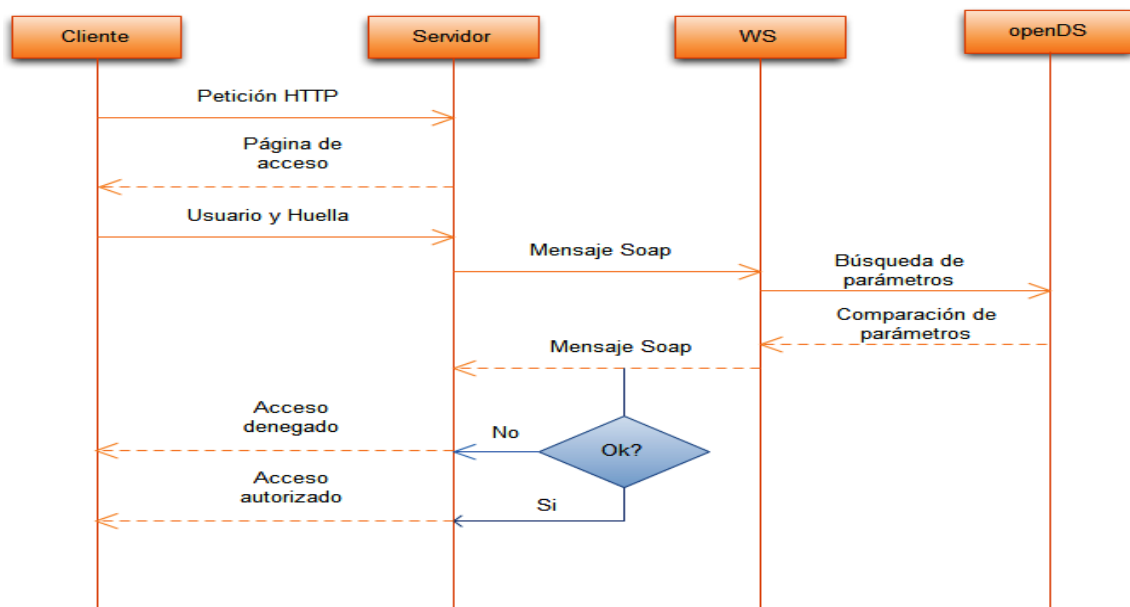 Cliente
Servidor
WS
openDS
Petición HTTP
Página de
acceso
Usuario y Huella
Mensaje Soap
Búsqueda de
parámetros
Comparación de
parámetros
Mensaje Soap
Acceso
denegado
No
Ok?
Acceso
autorizado
Si